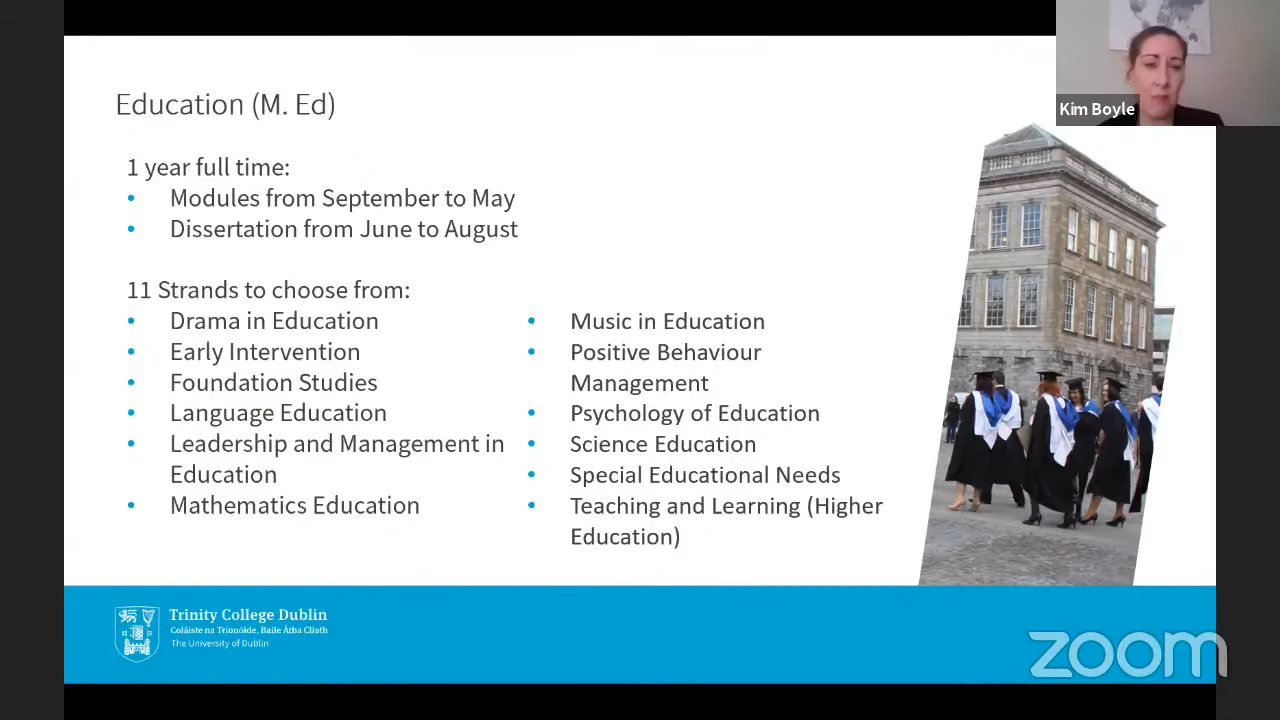 Education (M. Ed)
Kim Boyle
1 year full time:
• Modules from September to May
• Dissertation from June to August
11 Strands to choose from:
• Drama in Education
• Early Intervention
• Foundation Studies
• Language Education
• Leadership and Management in
Education
• Mathematics Education
• Music in Education
• Positive Behaviour
Management
• Psychology of Education
• Science Education
• Special Educational Needs
• Teaching and Learning (Higher
Education)
Trinity College Dublin
Coláiste na Tríonóide, Baile Átha Cliath
The University of Dublin
zoom